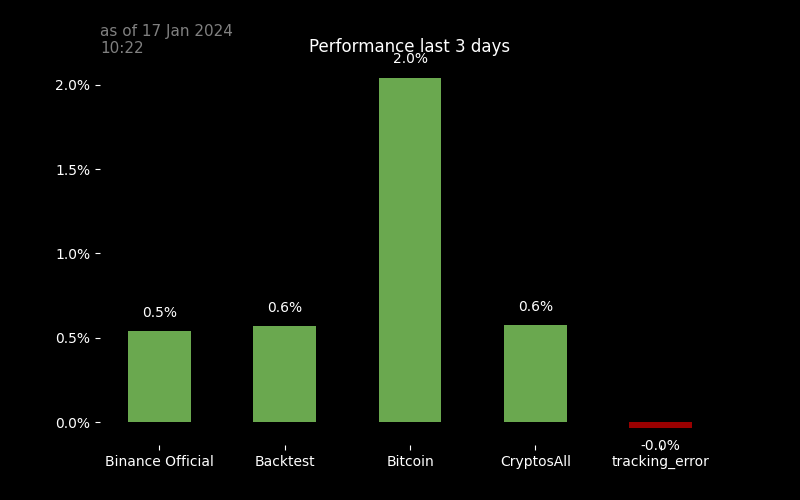 as of 17 Jan 2024
10:22
Performance last 3 days
2.0%
2.0%
1.5%
1.0%
0.5%
0.0%
0.5%
0.6%
0.6%
-0.0%
Binance Official
Backtest
Bitcoin
CryptosAll
tracking_error